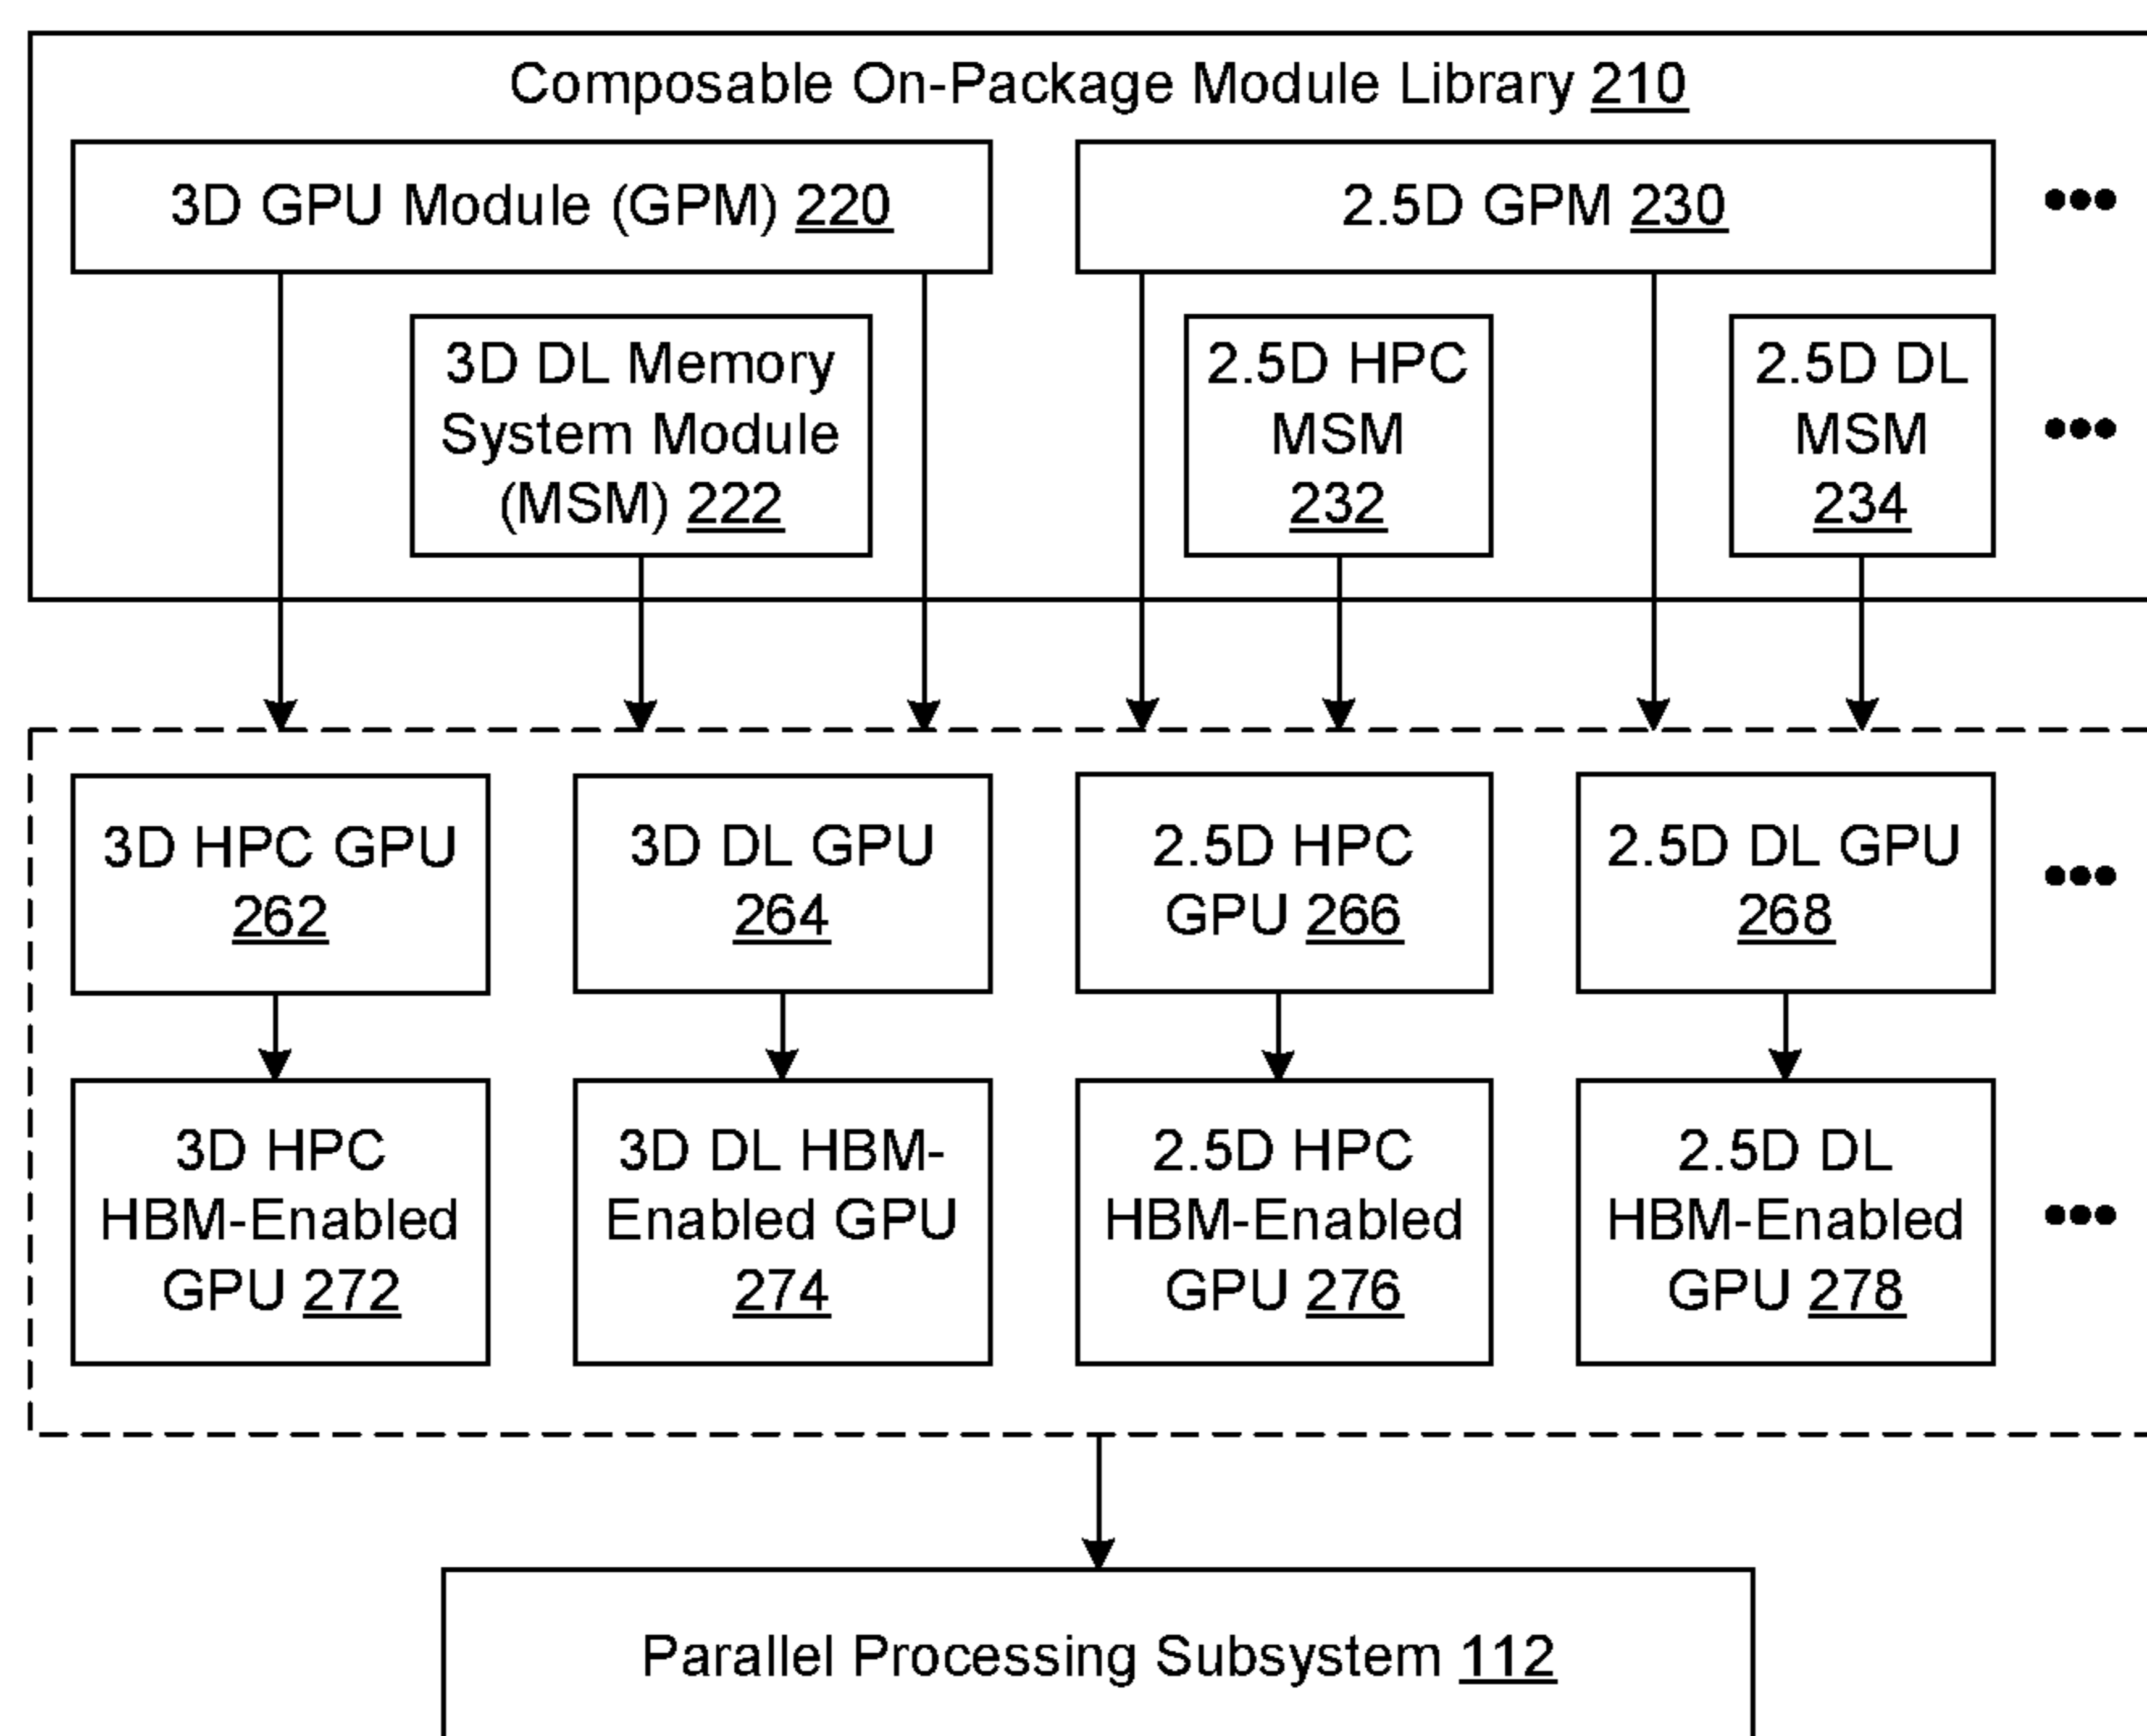 Composable On-Package Module Library 210
3D GPU Module (GPM) 220
2.5D GPM 230
3D DL Memory
System Module
(MSM) 222
2.5D HPC
MSM
232
2.5D DL
MSM
234
3D HPC GPU
262
3D DL GPU
264
2.5D HPC
GPU 266
2.5D DL GPU
268
3D HPC
HBM-Enabled
GPU 272
3D DL HBM-
Enabled GPU
274
2.5D HPC
HBM-Enabled
GPU 276
2.5D DL
HBM-Enabled
GPU 278
Parallel Processing Subsystem 112